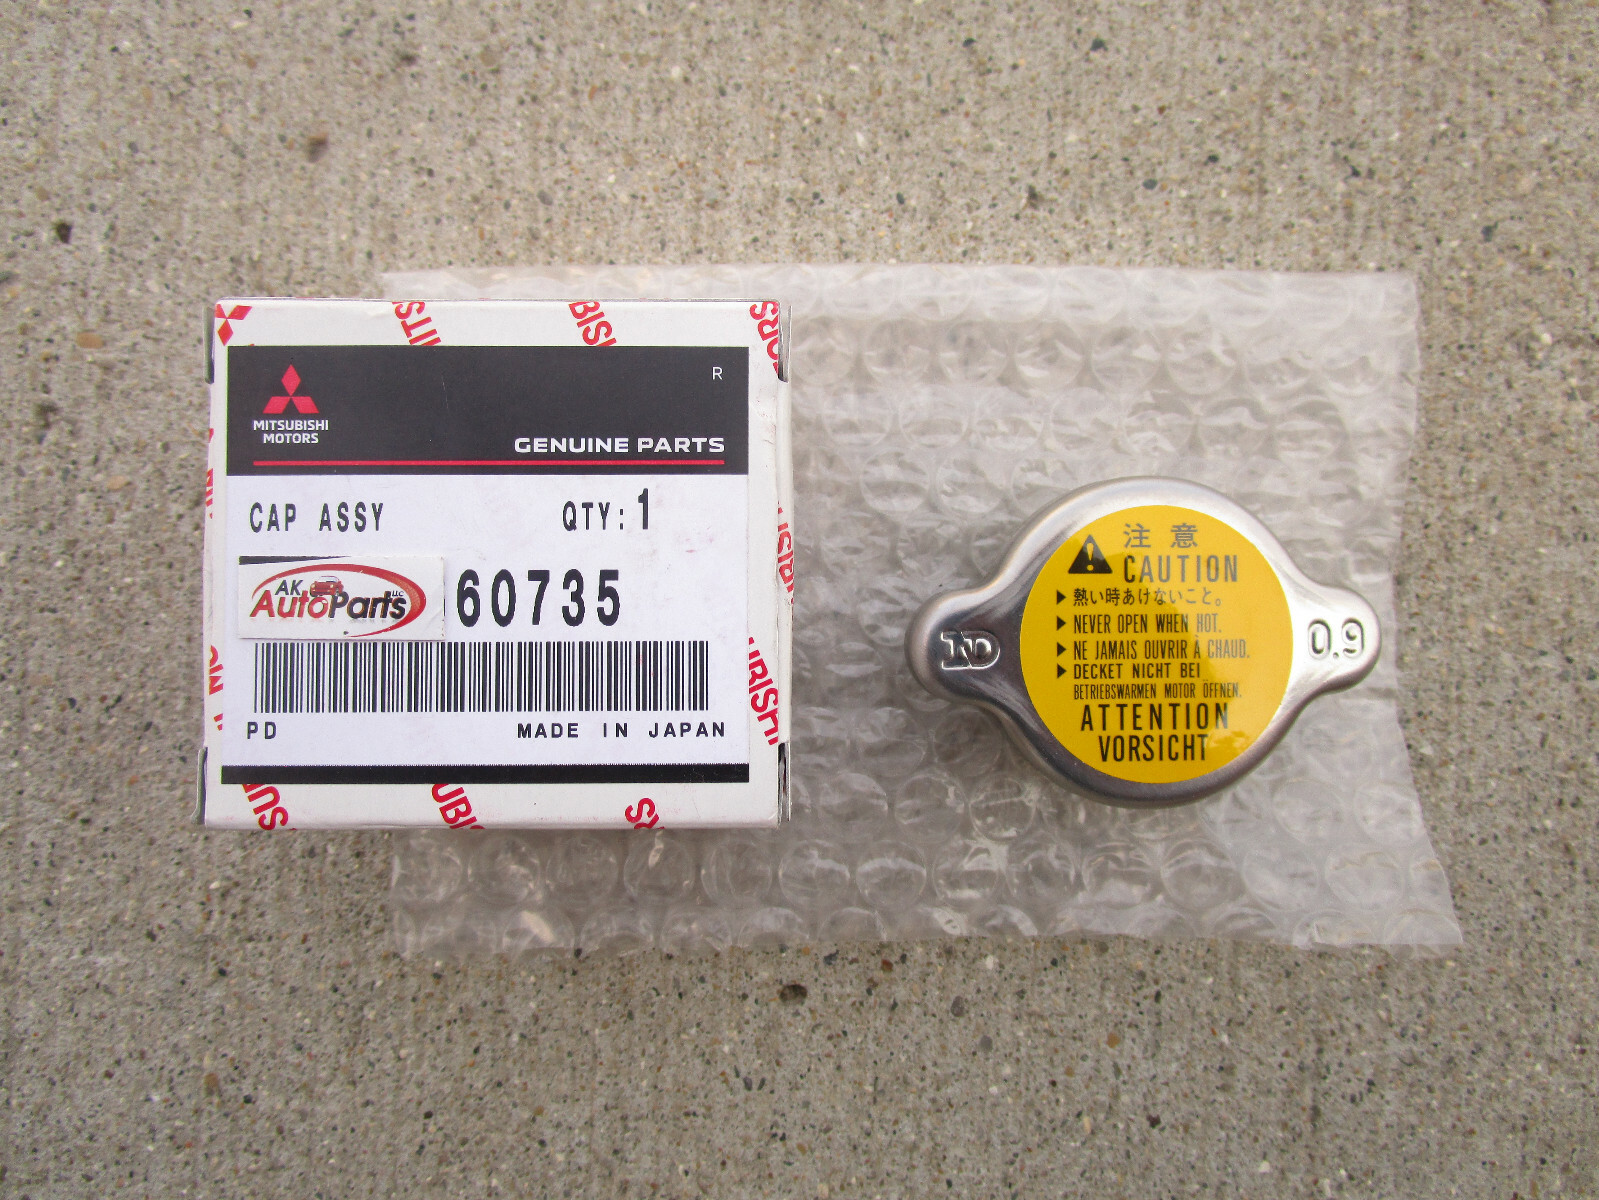 R
MITSUBISHI
MOTORS
GENUINE PARTS
CAP ASSY QTY: 1
AK
AutoParts LLC
60735
PD MADE IN JAPAN
注意
CAUTION
▶ 熱い時あけないこと。
▶ NEVER OPEN WHEN HOT.
▶ NE JAMAIS OUVRIR À CHAUD.
▶ DECKET NICHT BEI
BETRIEBSWARMEN MOTOR ÖFFNEN.
ATTENTION
VORSICHT
ND
0.9